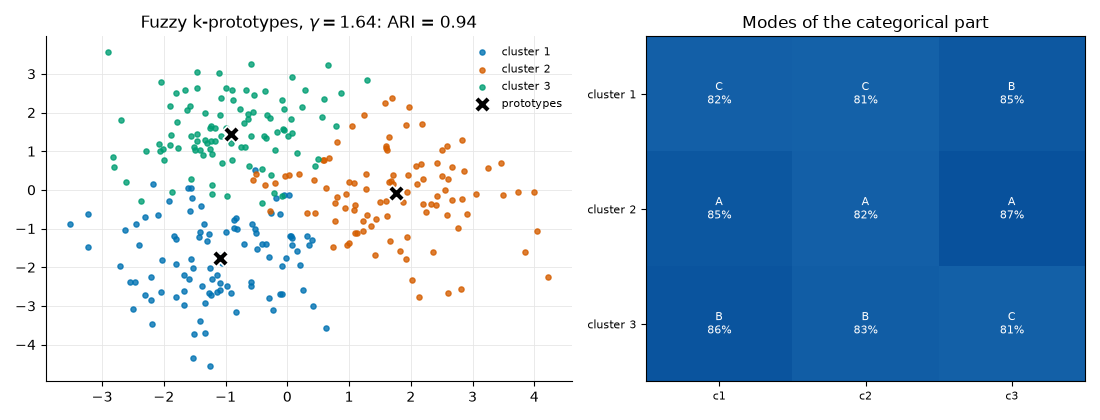 Fuzzy k-prototypes, γ = 1.64: ARI = 0.94
cluster 1
cluster 2
cluster 3
prototypes
3
2
1
0
−1
−2
−3
−4
−3 −2 −1 0 1 2 3 4
Modes of the categorical part
cluster 1
C C B
82% 81% 85%
cluster 2
A A A
85% 82% 87%
cluster 3
B B C
86% 83% 81%
c1 c2 c3